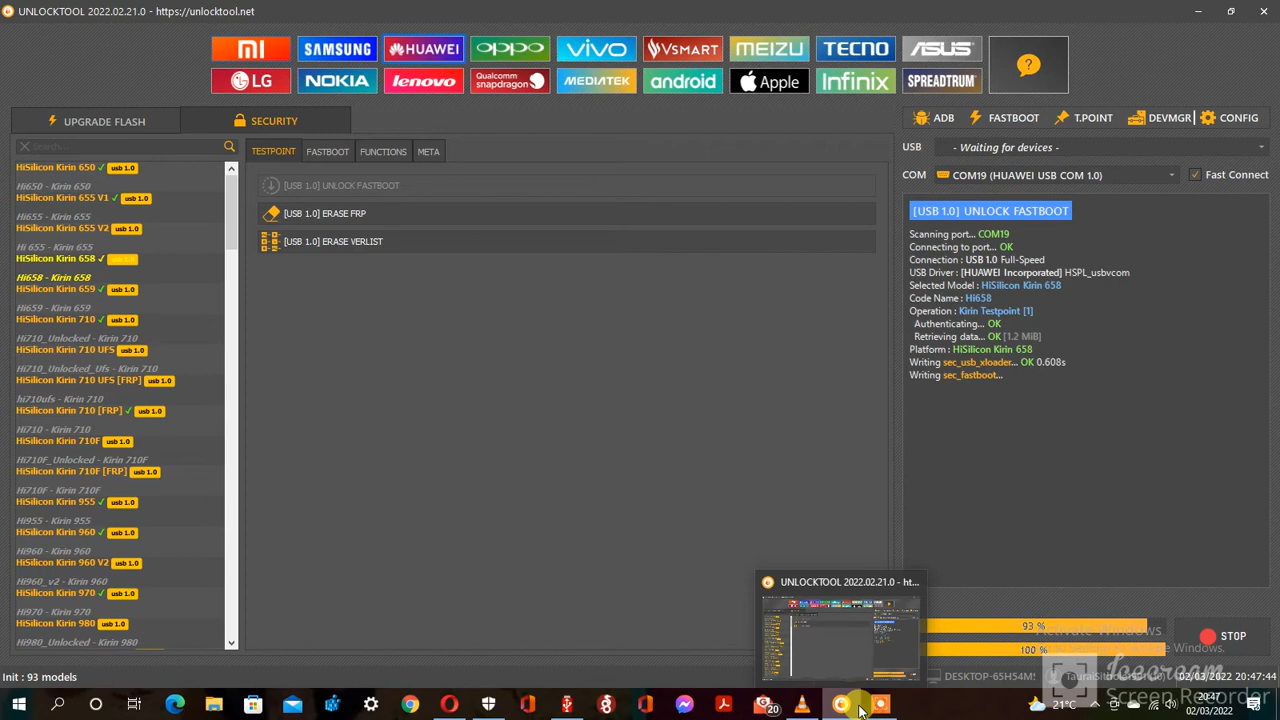 UNLOCKTOOL 2022.02.21.0 - https://unlocktool.net
mi SAMSUNG HUAWEI oppo vivo VSMART MEIZU TECNO ASUS
LG NOKIA lenovo Qualcomm snapdragon MEDIATEK android Apple Infinix SPREADTRUM
?
UPGRADE FLASH SECURITY
ADB FASTBOOT T.POINT DEVMGR CONFIG
Search...
TESTPOINT FASTBOOT FUNCTIONS META
USB - Waiting for devices -
COM COM19 (HUAWEI USB COM 1.0) Fast Connect
HiSilicon Kirin 650 ✓ usb 1.0
Hi650 - Kirin 650
HiSilicon Kirin 655 V1 ✓ usb 1.0
Hi655 - Kirin 655
HiSilicon Kirin 655 V2 ✓ usb 1.0
Hi 655 - Kirin 655
HiSilicon Kirin 658 ✓ usb 1.0
Hi658 - Kirin 658
HiSilicon Kirin 659 ✓ usb 1.0
Hi659 - Kirin 659
HiSilicon Kirin 710 ✓ usb 1.0
Hi710_Unlocked - Kirin 710
HiSilicon Kirin 710 UFS usb 1.0
Hi710_Unlocked_Ufs - Kirin 710
HiSilicon Kirin 710 UFS [FRP] usb 1.0
hi710ufs - Kirin 710
HiSilicon Kirin 710 [FRP] ✓ usb 1.0
Hi710 - Kirin 710
HiSilicon Kirin 710F usb 1.0
Hi710F_Unlocked - Kirin 710F
HiSilicon Kirin 710F [FRP] usb 1.0
Hi710F - Kirin 710F
HiSilicon Kirin 955 ✓ usb 1.0
Hi955 - Kirin 955
HiSilicon Kirin 960 ✓ usb 1.0
Hi960 - Kirin 960
HiSilicon Kirin 960 V2 usb 1.0
Hi960_v2 - Kirin 960
HiSilicon Kirin 970 ✓ usb 1.0
Hi970 - Kirin 970
HiSilicon Kirin 980 usb 1.0
Hi980_Unlocked - Kirin 980
[USB 1.0] UNLOCK FASTBOOT
[USB 1.0] ERASE FRP
[USB 1.0] ERASE VERLIST
[USB 1.0] UNLOCK FASTBOOT
Scanning port... COM19
Connecting to port... OK
Connection : USB 1.0 Full-Speed
USB Driver : [HUAWEI Incorporated] HSPL_usbvcom
Selected Model : HiSilicon Kirin 658
Code Name : Hi658
Operation : Kirin Testpoint [1]
Authenticating... OK
Retrieving data... OK [1.2 MiB]
Platform : HiSilicon Kirin 658
Writing sec_usb_xloader... OK 0.608s
Writing sec_fastboot...
UNLOCKTOOL 2022.02.21.0 - ht...
93 %
100 %
STOP
Activate Windows
Init : 93 models
DESKTOP-65H54M
02/03/2022 20:47:44
Icecream
Screen Recorder
20
21°C
20:47
02/03/2022